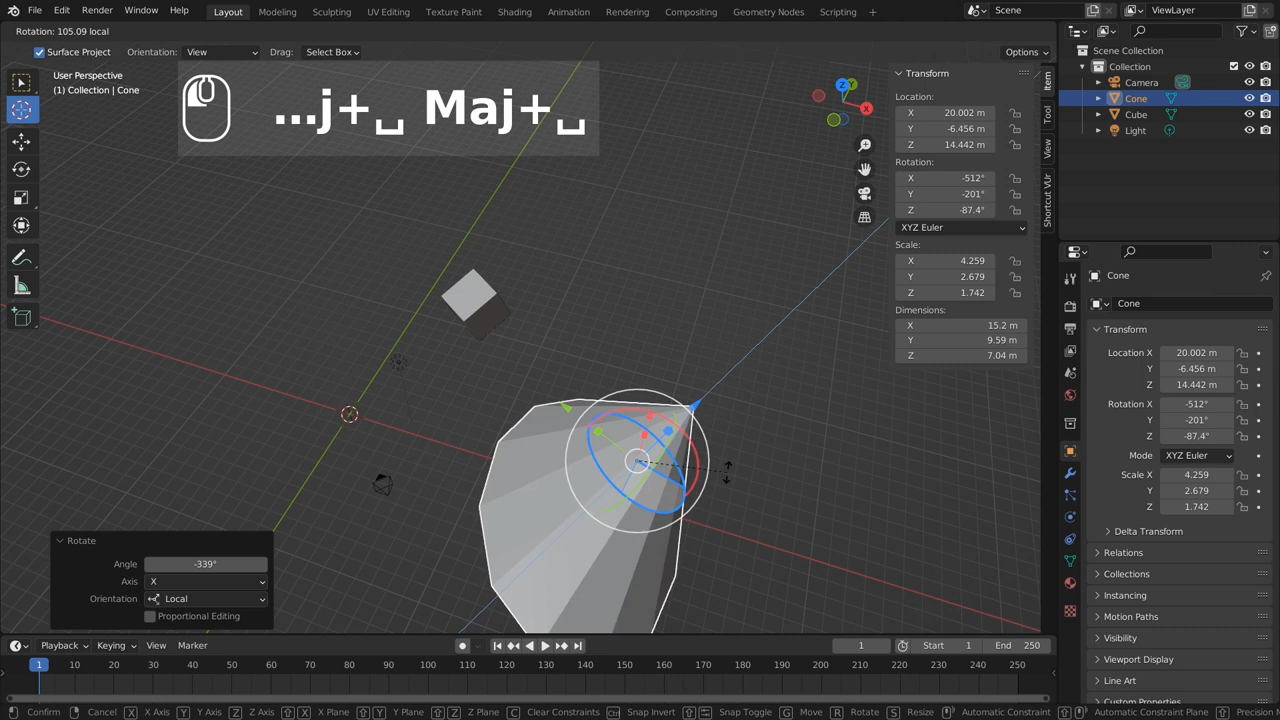 File Edit Render Window Help Layout Modeling Sculpting UV Editing Texture Paint Shading Animation Rendering Compositing Geometry Nodes Scripting + Scene ViewLayer
Rotation: 105.09 local
Surface Project Orientation: View Drag: Select Box Options
User Perspective
(1) Collection | Cone
...j+␣ Maj+␣
Z Y X
Transform
Location:
X 20.002 m
Y -6.456 m
Z 14.442 m
Rotation:
X -512°
Y -201°
Z -87.4°
XYZ Euler
Scale:
X 4.259
Y 2.679
Z 1.742
Dimensions:
X 15.2 m
Y 9.59 m
Z 7.04 m
Item
Tool
View
Shortcut VUr
Scene Collection
Collection
Camera
Cone
Cube
Light
Cone
Cone
Transform
Location X 20.002 m
Y -6.456 m
Z 14.442 m
Rotation X -512°
Y -201°
Z -87.4°
Mode XYZ Euler
Scale X 4.259
Y 2.679
Z 1.742
Delta Transform
Relations
Collections
Instancing
Motion Paths
Visibility
Viewport Display
Line Art
Custom Properties
Rotate
Angle -339°
Axis X
Orientation Local
Proportional Editing
Playback Keying View Marker 1 Start 1 End 250
1 10 20 30 40 50 60 70 80 90 100 110 120 130 140 150 160 170 180 190 200 210 220 230 240 250
Confirm Cancel X X Axis Y Y Axis Z Z Axis X X Plane Y Y Plane Z Z Plane C Clear Constraints Ctrl Snap Invert Snap Toggle G Move R Rotate S Resize Automatic Constraint Automatic Constraint Plane Precision